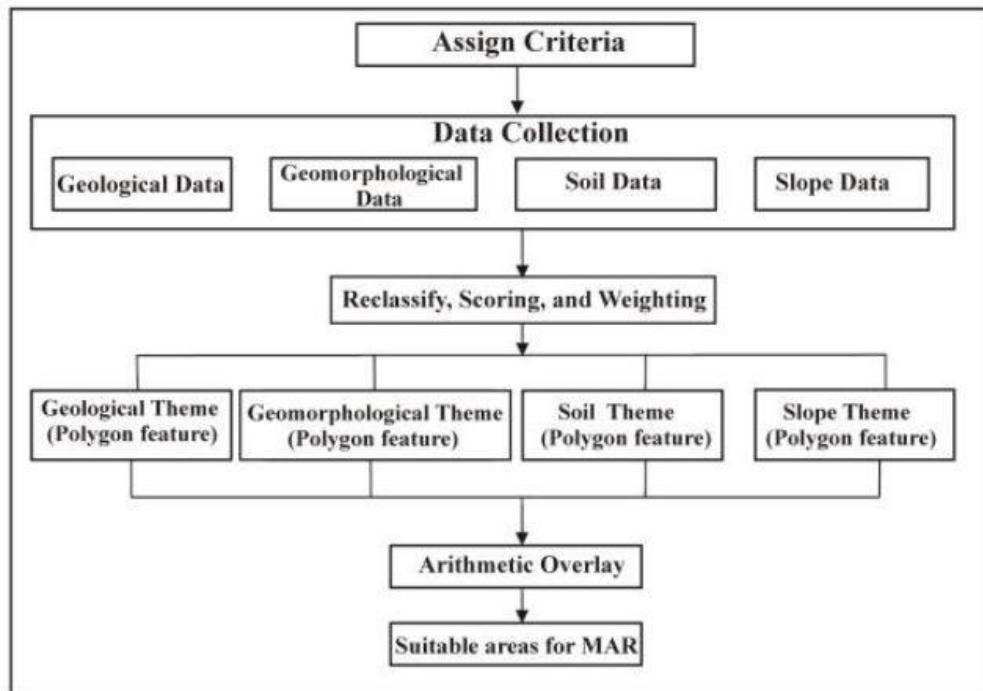 Assign Criteria
Data Collection
Geological Data
Geomorphological
Data
Soil Data
Slope Data
Reclassify, Scoring, and Weighting
Geological Theme
(Polygon feature)
Geomorphological Theme
(Polygon feature)
Soil Theme
(Polygon feature)
Slope Theme
(Polygon feature)
Arithmetic Overlay
Suitable areas for MAR